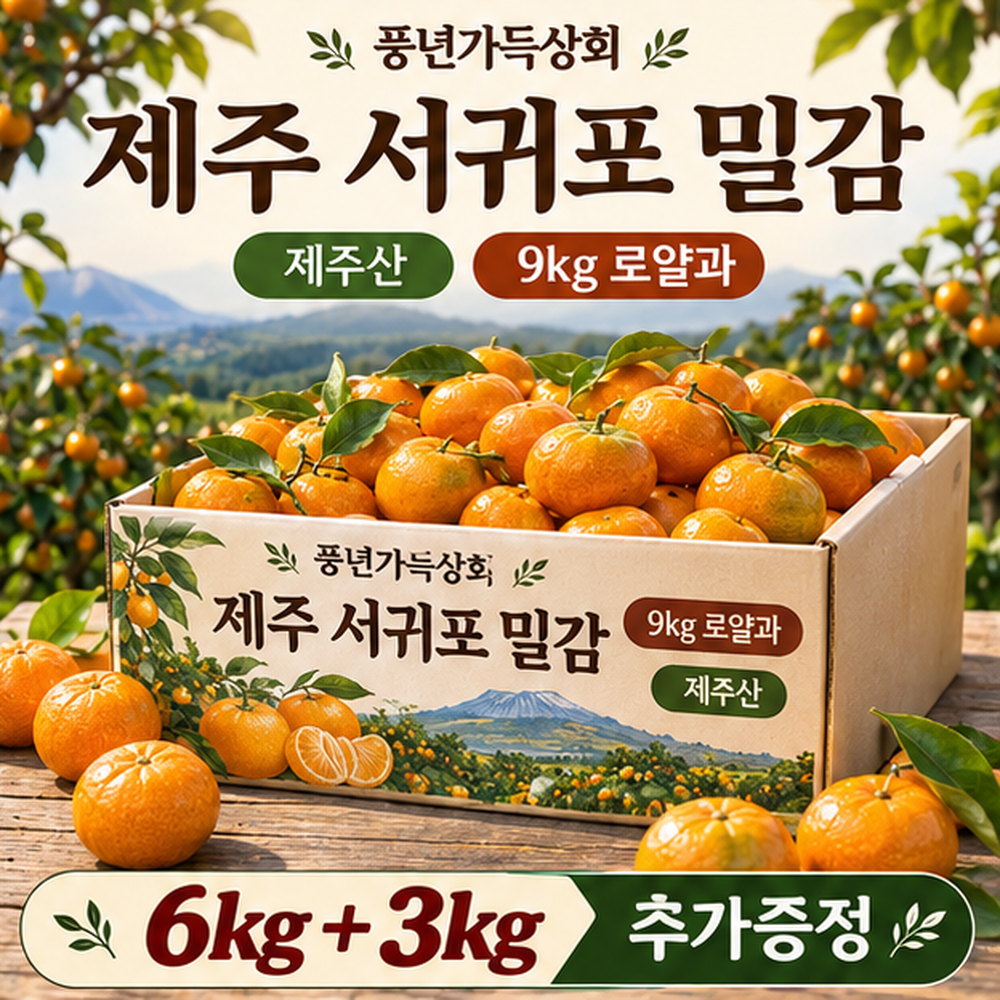 풍년가득상회
제주 서귀포 밀감
제주산
9kg 로얄과
풍년가득상회
제주 서귀포 밀감
9kg 로얄과
제주산
6kg + 3kg
추가증정